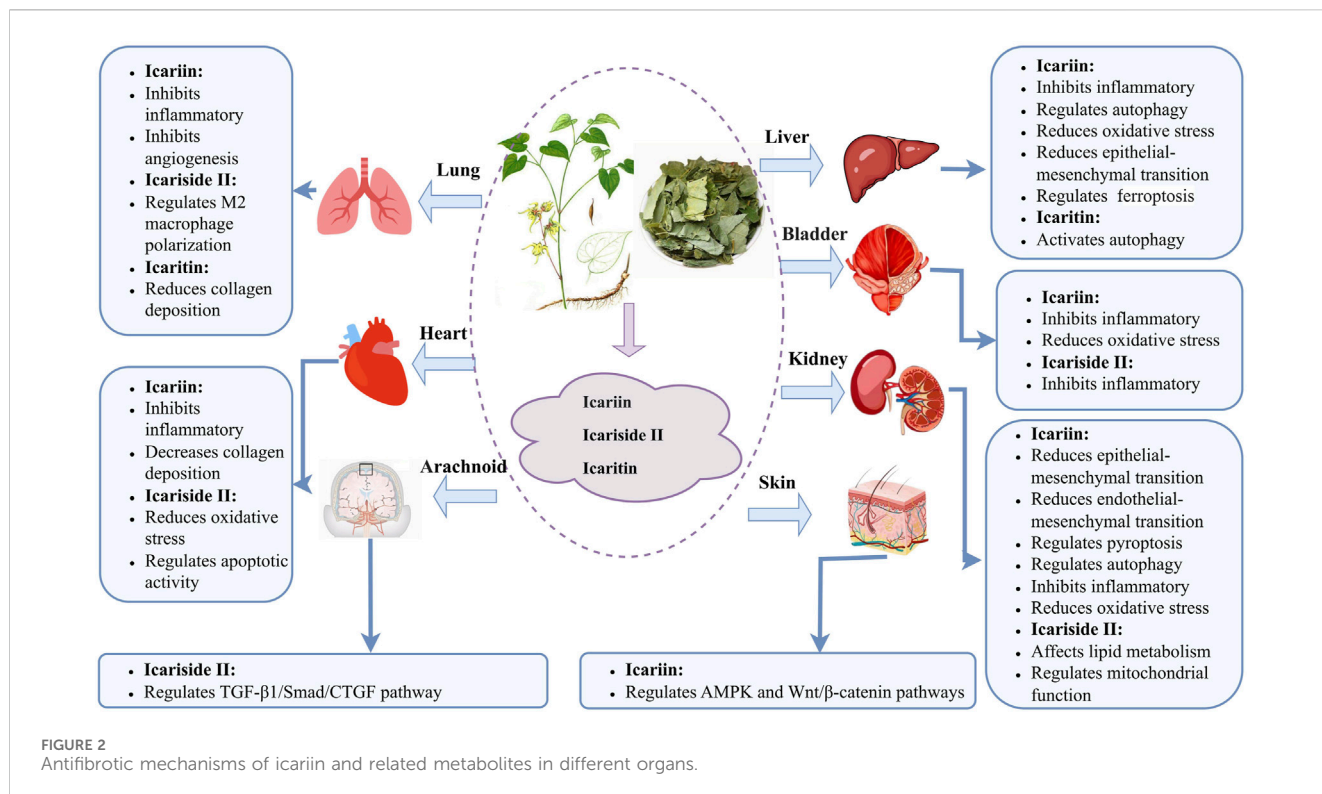 • Icariin:
• Inhibits
inflammatory
• Inhibits
angiogenesis
• Icariside II:
• Regulates M2
macrophage
polarization
• Icaritin:
• Reduces collagen
deposition
Lung
Heart
• Icariin:
• Inhibits
inflammatory
• Decreases collagen
deposition
• Icariside II:
• Reduces oxidative
stress
• Regulates apoptotic
activity
Arachnoid
• Icariside II:
• Regulates TGF-β1/Smad/CTGF pathway
Icariin
Icariside II
Icaritin
Liver
• Icariin:
• Inhibits inflammatory
• Regulates autophagy
• Reduces oxidative stress
• Reduces epithelial-
mesenchymal transition
• Regulates ferroptosis
• Icaritin:
• Activates autophagy
Bladder
• Icariin:
• Inhibits inflammatory
• Reduces oxidative stress
• Icariside II:
• Inhibits inflammatory
Kidney
• Icariin:
• Reduces epithelial-
mesenchymal transition
• Reduces endothelial-
mesenchymal transition
• Regulates pyroptosis
• Regulates autophagy
• Inhibits inflammatory
• Reduces oxidative stress
• Icariside II:
• Affects lipid metabolism
• Regulates mitochondrial
function
Skin
• Icariin:
• Regulates AMPK and Wnt/β-catenin pathways
FIGURE 2
Antifibrotic mechanisms of icariin and related metabolites in different organs.